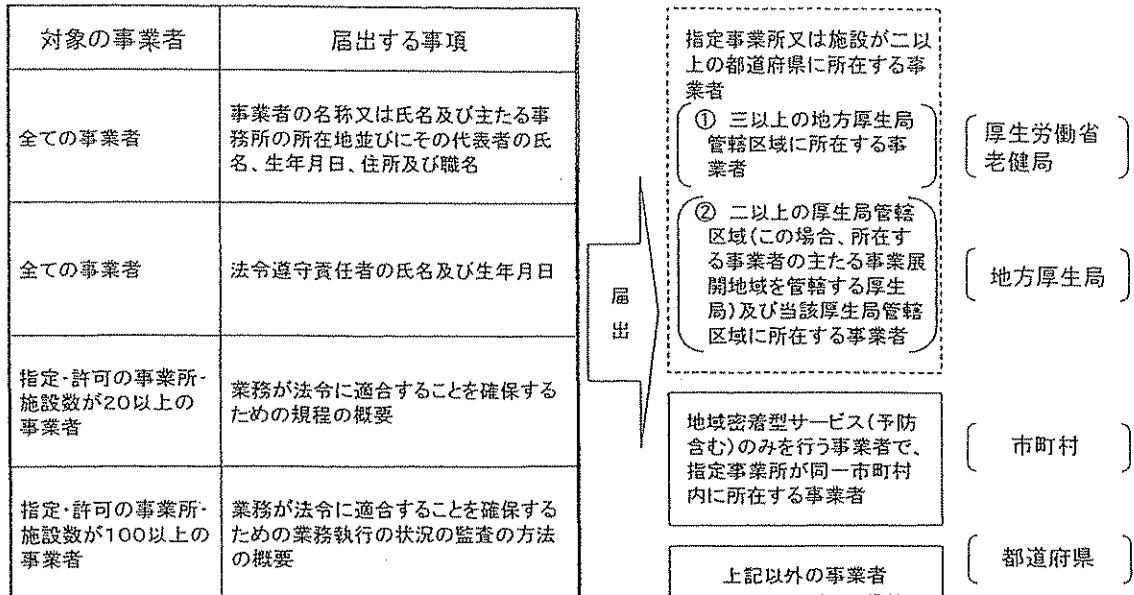 対象の事業者
届出する事項
全ての事業者
事業者の名称又は氏名及び主たる事
務所の所在地並びにその代表者の氏
名、生年月日、住所及び職名
全ての事業者
法令遵守責任者の氏名及び生年月日
指定・許可の事業所・
施設数が20以上の
事業者
業務が法令に適合することを確保する
ための規程の概要
指定・許可の事業所・
施設数が100以上の
事業者
業務が法令に適合することを確保する
ための業務執行の状況の監査の方法
の概要
届
出
指定事業所又は施設が二以
上の都道府県に所在する事
業者
① 三以上の地方厚生局
管轄区域に所在する事
業者
厚生労働省
老健局
② 二以上の厚生局管轄
区域(この場合、所在す
る事業者の主たる事業展
開地域を管轄する厚生
局)及び当該厚生局管轄
区域に所在する事業者
地方厚生局
地域密着型サービス(予防
含む)のみを行う事業者で、
指定事業所が同一市町村
内に所在する事業者
市町村
上記以外の事業者
都道府県